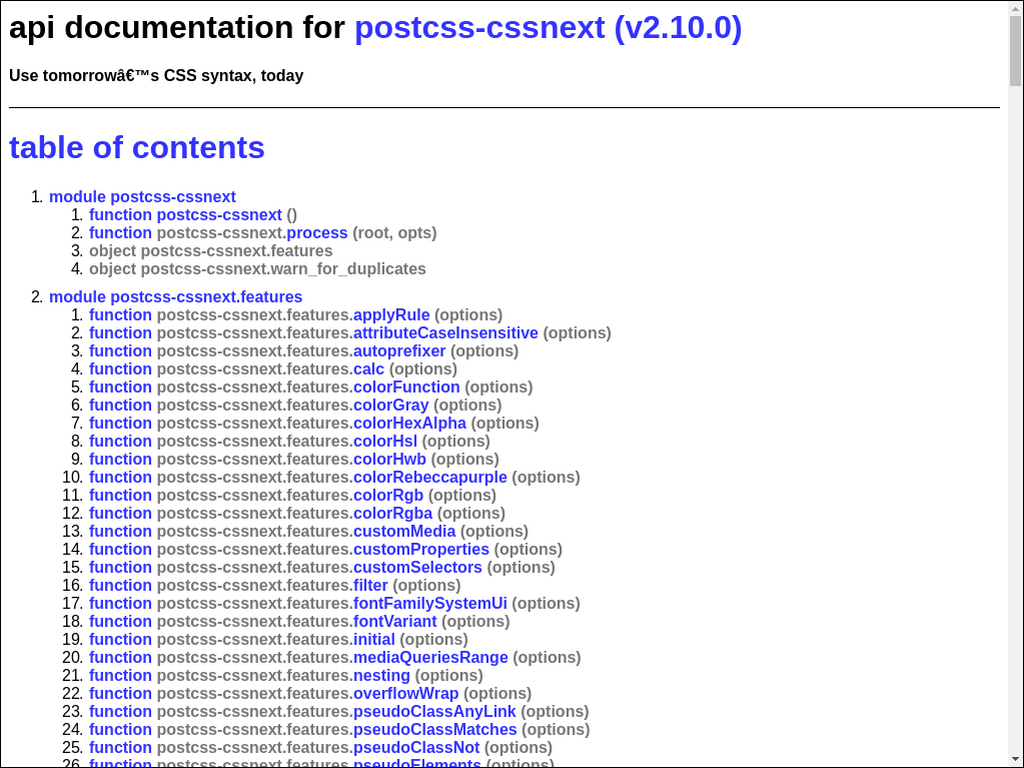 api documentation for postcss-cssnext (v2.10.0)
Use tomorrowâ€™s CSS syntax, today
table of contents
1. module postcss-cssnext
1. function postcss-cssnext ()
2. function postcss-cssnext.process (root, opts)
3. object postcss-cssnext.features
4. object postcss-cssnext.warn_for_duplicates
2. module postcss-cssnext.features
1. function postcss-cssnext.features.applyRule (options)
2. function postcss-cssnext.features.attributeCaseInsensitive (options)
3. function postcss-cssnext.features.autoprefixer (options)
4. function postcss-cssnext.features.calc (options)
5. function postcss-cssnext.features.colorFunction (options)
6. function postcss-cssnext.features.colorGray (options)
7. function postcss-cssnext.features.colorHexAlpha (options)
8. function postcss-cssnext.features.colorHsl (options)
9. function postcss-cssnext.features.colorHwb (options)
10. function postcss-cssnext.features.colorRebeccapurple (options)
11. function postcss-cssnext.features.colorRgb (options)
12. function postcss-cssnext.features.colorRgba (options)
13. function postcss-cssnext.features.customMedia (options)
14. function postcss-cssnext.features.customProperties (options)
15. function postcss-cssnext.features.customSelectors (options)
16. function postcss-cssnext.features.filter (options)
17. function postcss-cssnext.features.fontFamilySystemUi (options)
18. function postcss-cssnext.features.fontVariant (options)
19. function postcss-cssnext.features.initial (options)
20. function postcss-cssnext.features.mediaQueriesRange (options)
21. function postcss-cssnext.features.nesting (options)
22. function postcss-cssnext.features.overflowWrap (options)
23. function postcss-cssnext.features.pseudoClassAnyLink (options)
24. function postcss-cssnext.features.pseudoClassMatches (options)
25. function postcss-cssnext.features.pseudoClassNot (options)
26. function postcss-cssnext.features.pseudoElements (options)